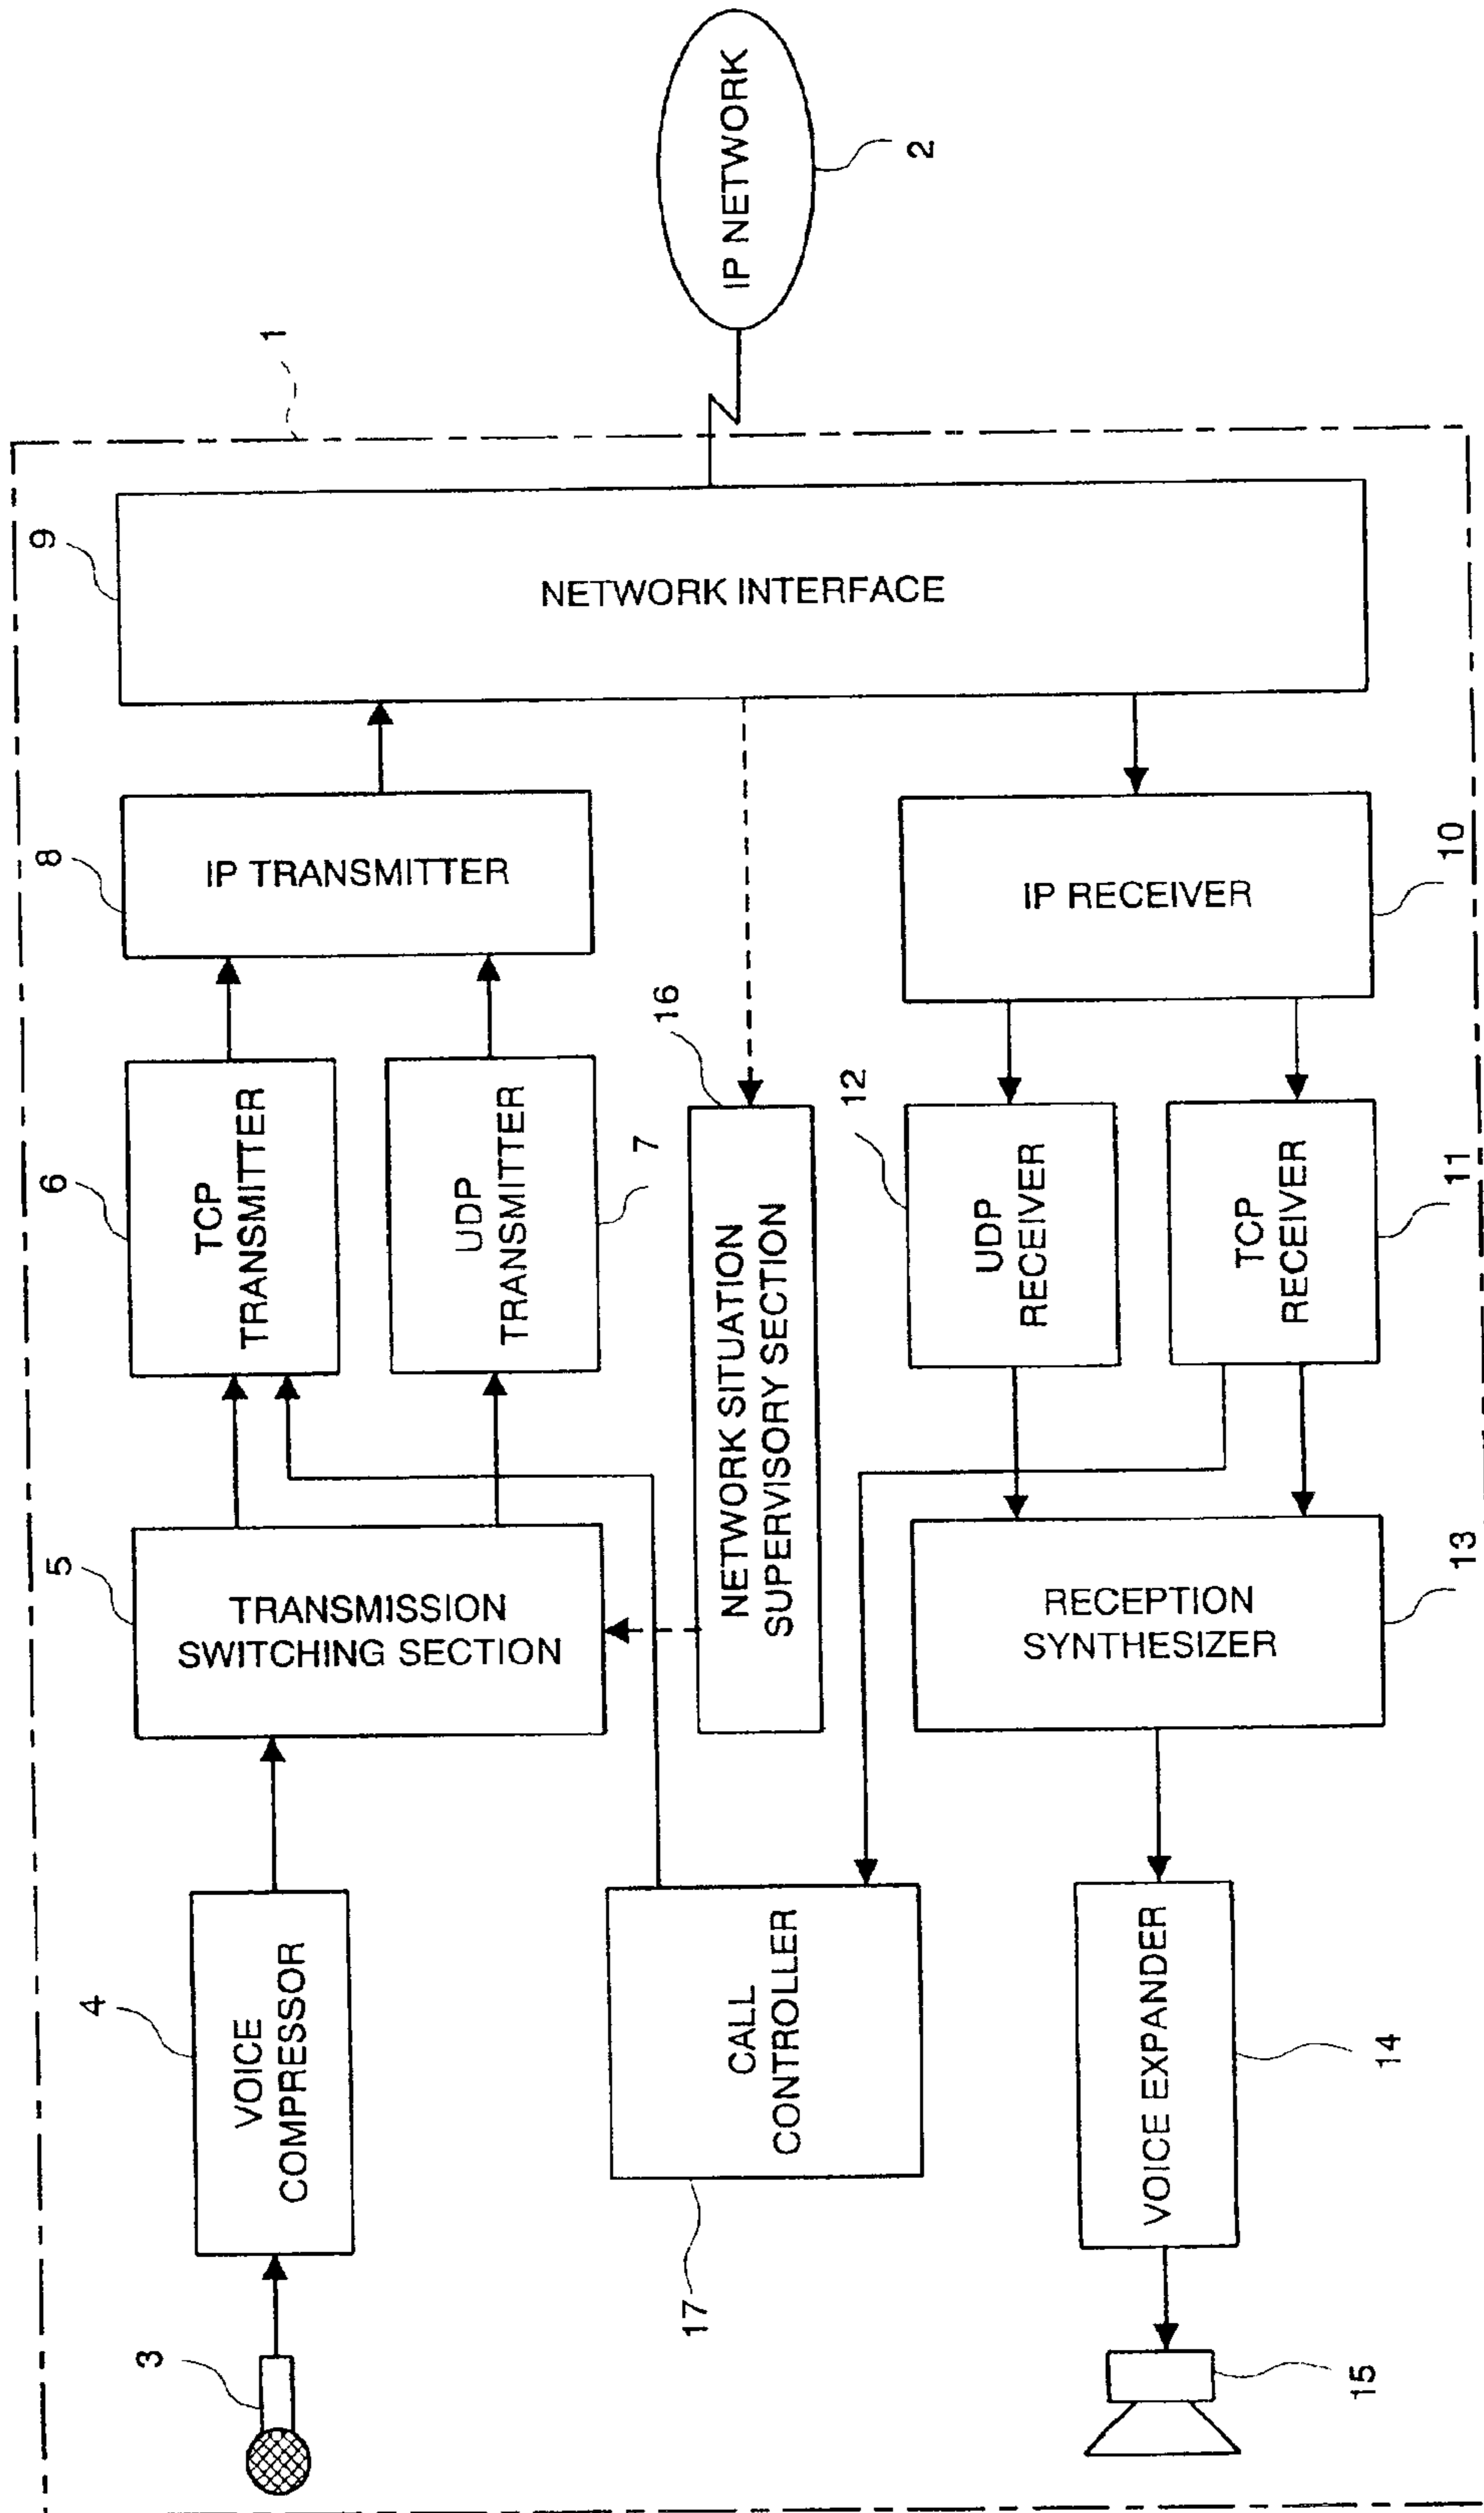 1
IP NETWORK
2
9
NETWORK INTERFACE
8
IP TRANSMITTER
6
TCP
TRANSMITTER
UDP
TRANSMITTER
7
5
TRANSMISSION
SWITCHING SECTION
4
VOICE
COMPRESSOR
3
16
NETWORK SITUATION
SUPERVISORY SECTION
CALL
CONTROLLER
17
IP RECEIVER
10
12
UDP
RECEIVER
TCP
RECEIVER
11
RECEPTION
SYNTHESIZER
13
VOICE EXPANDER
14
15